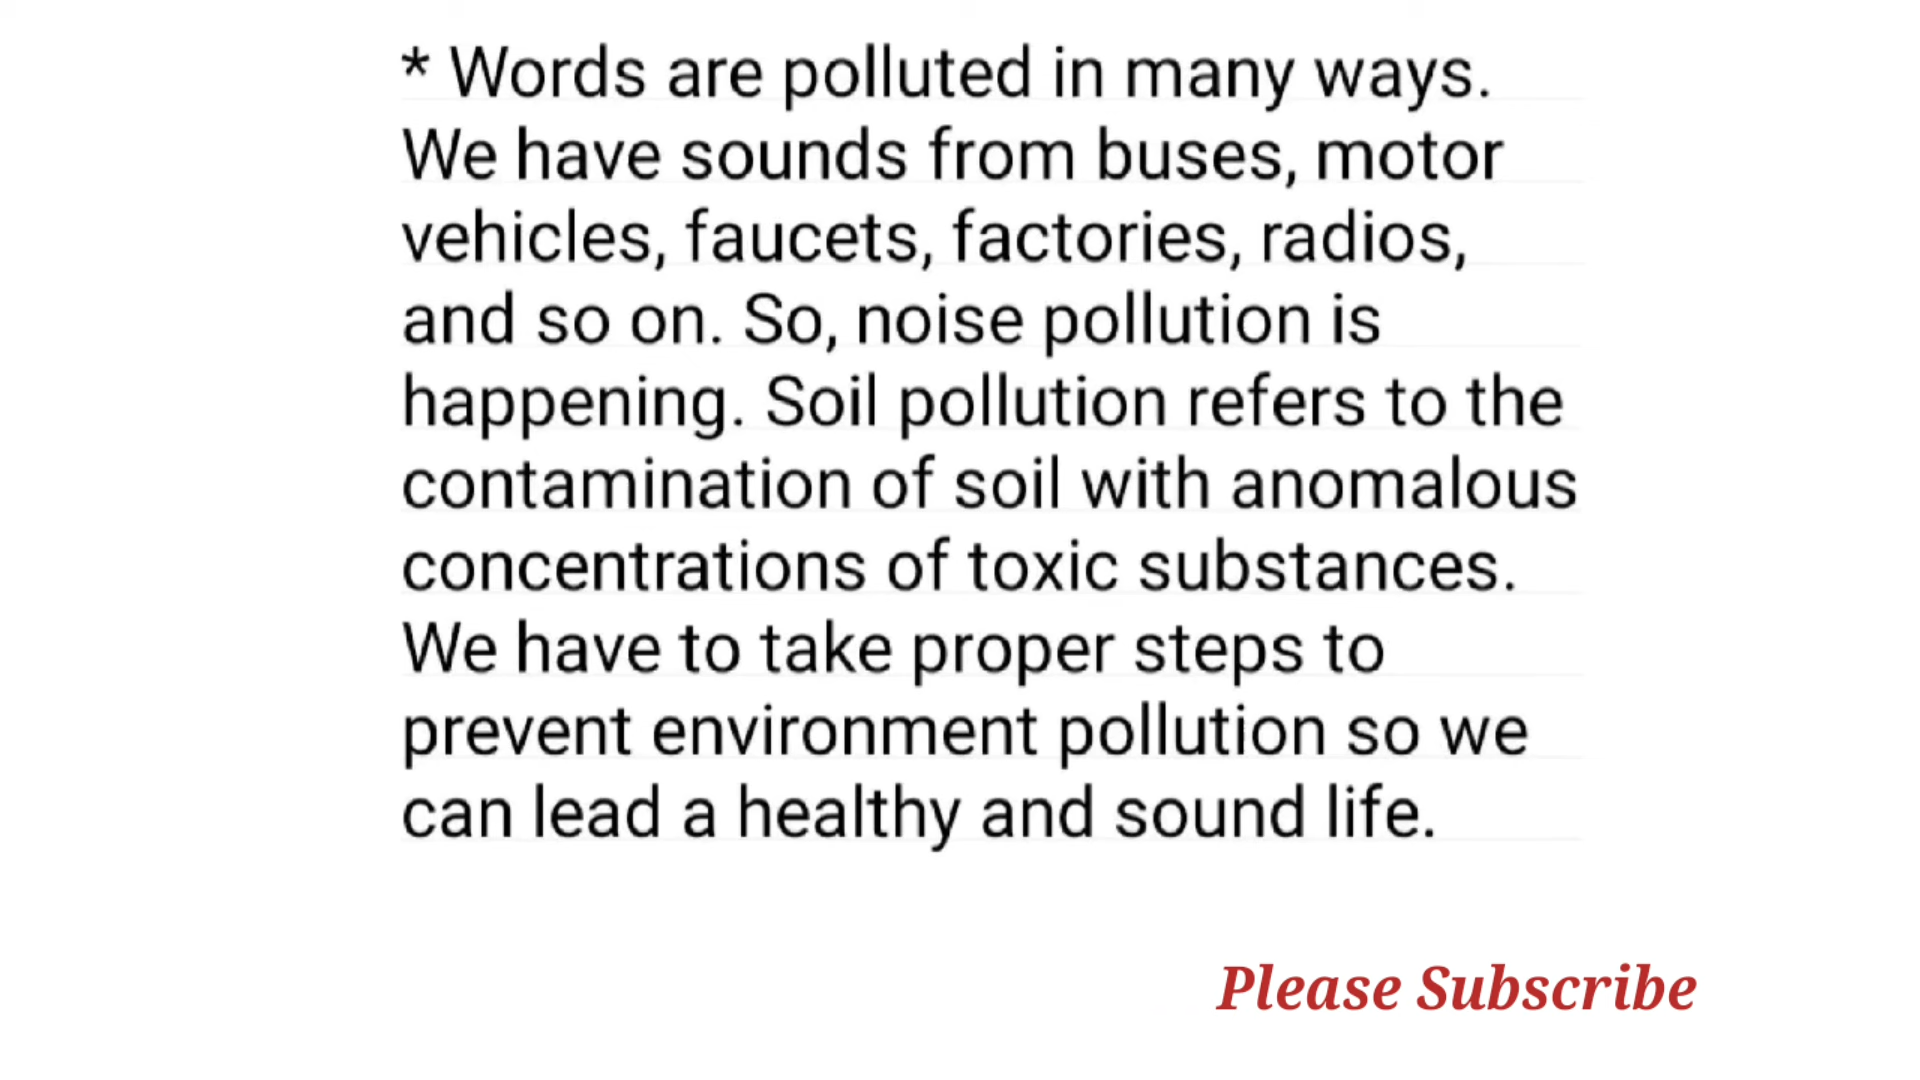 * Words are polluted in many ways.
We have sounds from buses, motor
vehicles, faucets, factories, radios,
and so on. So, noise pollution is
happening. Soil pollution refers to the
contamination of soil with anomalous
concentrations of toxic substances.
We have to take proper steps to
prevent environment pollution so we
can lead a healthy and sound life.
Please Subscribe